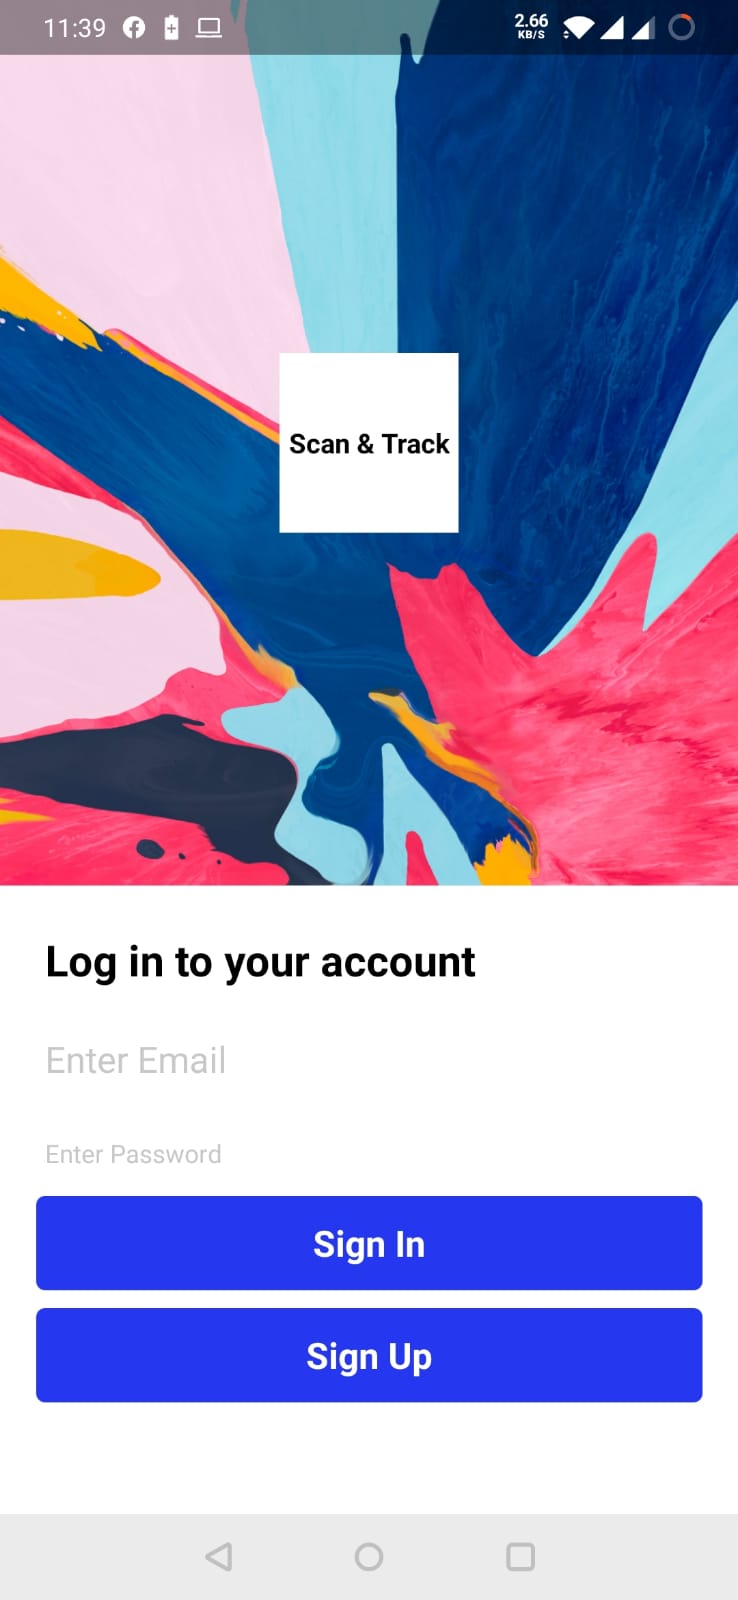 11:39
2.66
KB/S
Scan & Track
Log in to your account
Enter Email
Enter Password
Sign In
Sign Up